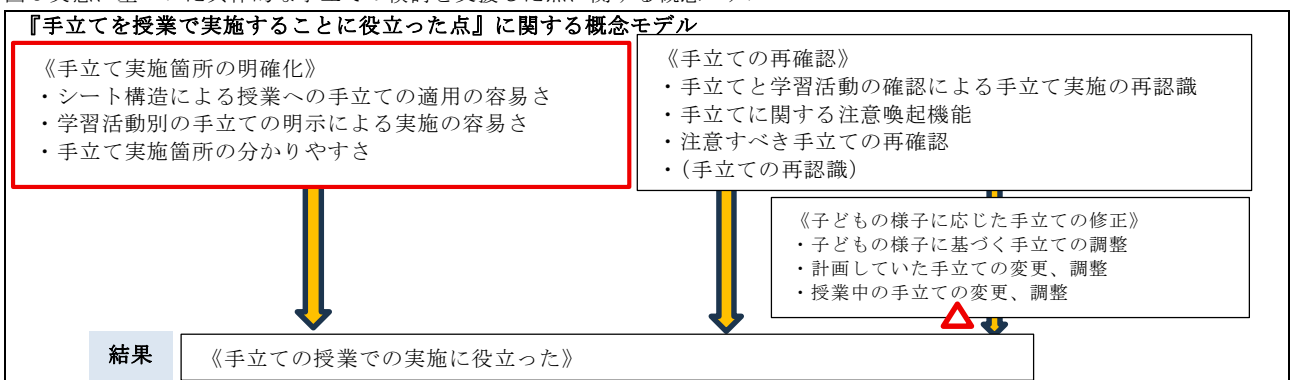 『手立てを授業で実施することに役立った点』に関する概念モデル
《手立て実施箇所の明確化》
・シート構造による授業への手立ての適用の容易さ
・学習活動別の手立ての明示による実施の容易さ
・手立て実施箇所の分かりやすさ
《手立ての再確認》
・手立てと学習活動の確認による手立て実施の再認識
・手立てに関する注意喚起機能
・注意すべき手立ての再確認
・(手立ての再認識)
《子どもの様子に応じた手立ての修正》
・子どもの様子に基づく手立ての調整
・計画していた手立ての変更、調整
・授業中の手立ての変更、調整
結果
《手立ての授業での実施に役立った》